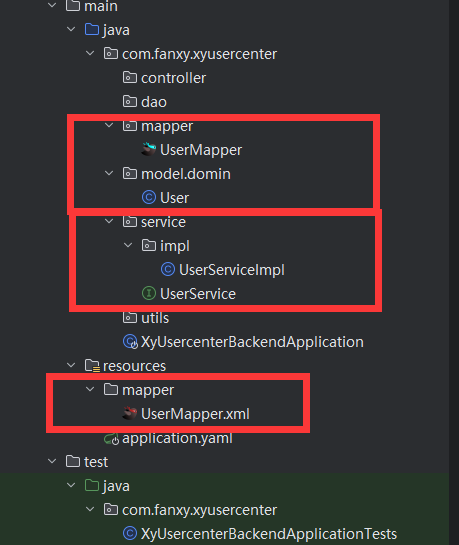 main
java
com.fanxy.xyusercenter
controller
dao
mapper
UserMapper
model.domin
User
service
impl
UserServiceImpl
UserService
utils
XyUsercenterBackendApplication
resources
mapper
UserMapper.xml
application.yaml
test
java
com.fanxy.xyusercenter
XyUsercenterBackendApplicationTests